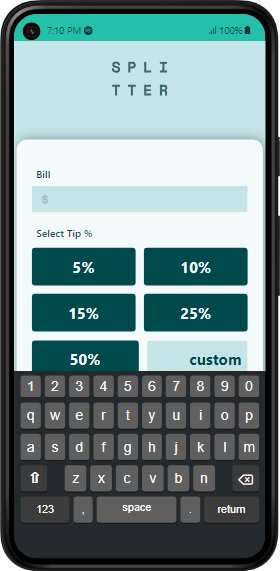 7:10 PM 100%
SPLI
TTER
Bill
$
Select Tip %
5% 10%
15% 25%
50% custom
1 2 3 4 5 6 7 8 9 0
q w e r t y u i o p
a s d f g h j k l m
z x c v b n
123 , space . return